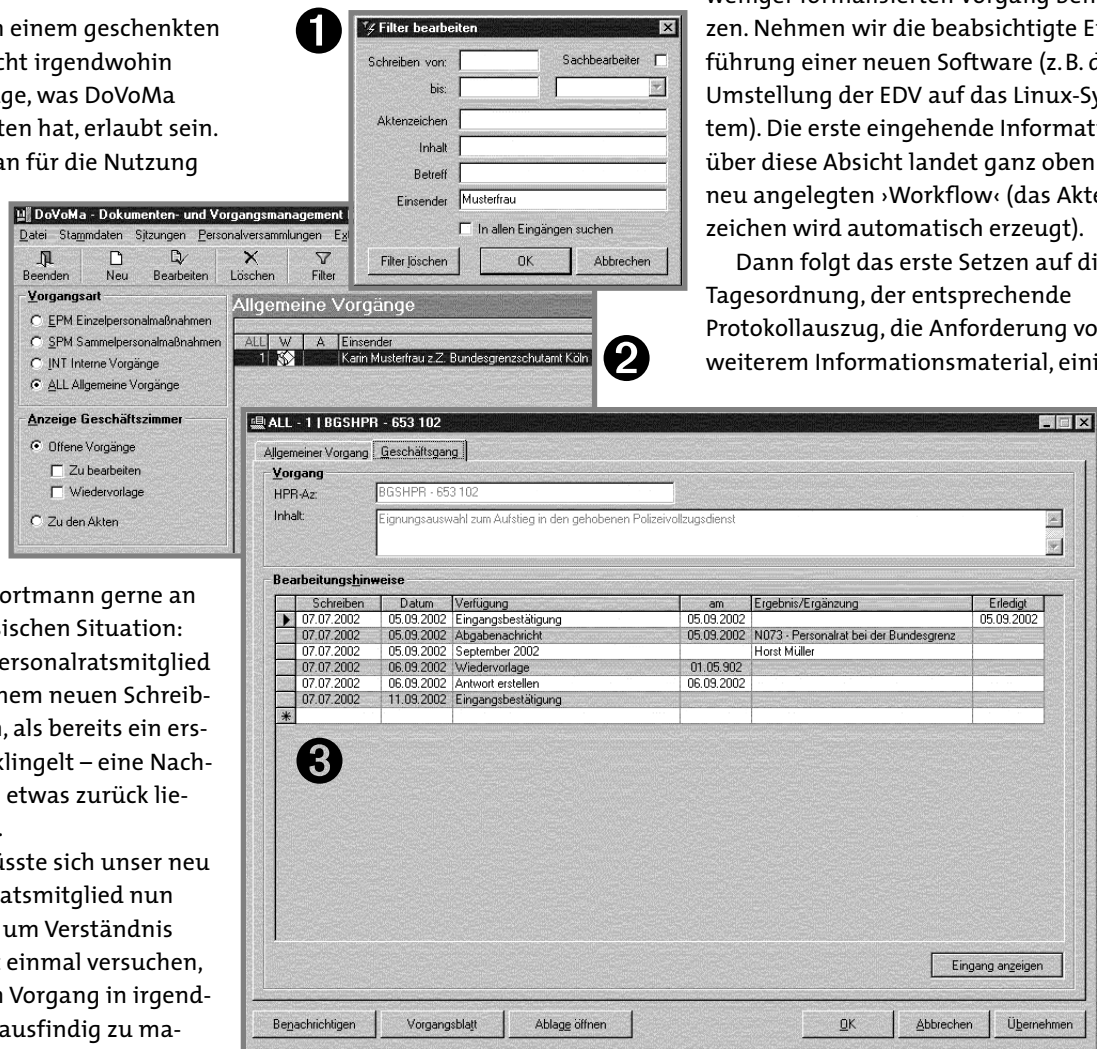 einem geschenkten
cht irgendwohin
ge, was DoVoMa
ten hat, erlaubt sein.
an für die Nutzung
1
Filter bearbeiten
Schreiben von:
Sachbearbeiter
bis:
Aktenzeichen
Inhalt
Betreff
Einsender Musterfrau
In allen Eingängen suchen
Filter löschen OK Abbrechen
zen. Nehmen wir die beabsichtigte
führung einer neuen Software (z. B.
Umstellung der EDV auf das Linux-Sy
tem). Die erste eingehende Informat
über diese Absicht landet ganz oben
neu angelegten ›Workflow‹ (das Akte
zeichen wird automatisch erzeugt).
Dann folgt das erste Setzen auf di
Tagesordnung, der entsprechende
Protokollauszug, die Anforderung vo
weiterem Informationsmaterial, eini
DoVoMa - Dokumenten- und Vorgangsmanagement
Datei Stammdaten Sitzungen Personalversammlungen Ex
Beenden Neu Bearbeiten Löschen Filter
Vorgangsart
EPM Einzelpersonalmaßnahmen
SPM Sammelpersonalmaßnahmen
INT Interne Vorgänge
ALL Allgemeine Vorgänge
Anzeige Geschäftszimmer
Offene Vorgänge
Zu bearbeiten
Wiedervorlage
Zu den Akten
Allgemeine Vorgänge
ALL W A Einsender
1 Karin Musterfrau z.Z. Bundesgrenzschutamt Köln
2
ortmann gerne an
sischen Situation:
ersonalratsmitglied
nem neuen Schreib-
, als bereits ein ers-
klingelt – eine Nach-
etwas zurück lie-
.
üsste sich unser neu
atsmitglied nun
um Verständnis
einmal versuchen,
Vorgang in irgend-
ausfindig zu ma-
ALL - 1 | BGSHPR - 653 102
Allgemeiner Vorgang Geschäftsgang
Vorgang
HPR-Az: BGSHPR - 653 102
Inhalt: Eignungsauswahl zum Aufstieg in den gehobenen Polizeivollzugsdienst
Bearbeitungshinweise
Schreiben Datum Verfügung am Ergebnis/Ergänzung Erledigt
07.07.2002 05.09.2002 Eingangsbestätigung 05.09.2002 05.09.2002
07.07.2002 05.09.2002 Abgabenachricht 05.09.2002 N073 - Personalrat bei der Bundesgrenz
07.07.2002 05.09.2002 September 2002 Horst Müller
07.07.2002 06.09.2002 Wiedervorlage 01.05.902
07.07.2002 06.09.2002 Antwort erstellen 06.09.2002
07.07.2002 11.09.2002 Eingangsbestätigung
3
Eingang anzeigen
Benachrichtigen Vorgangsblatt Ablage öffnen OK Abbrechen Übernehmen